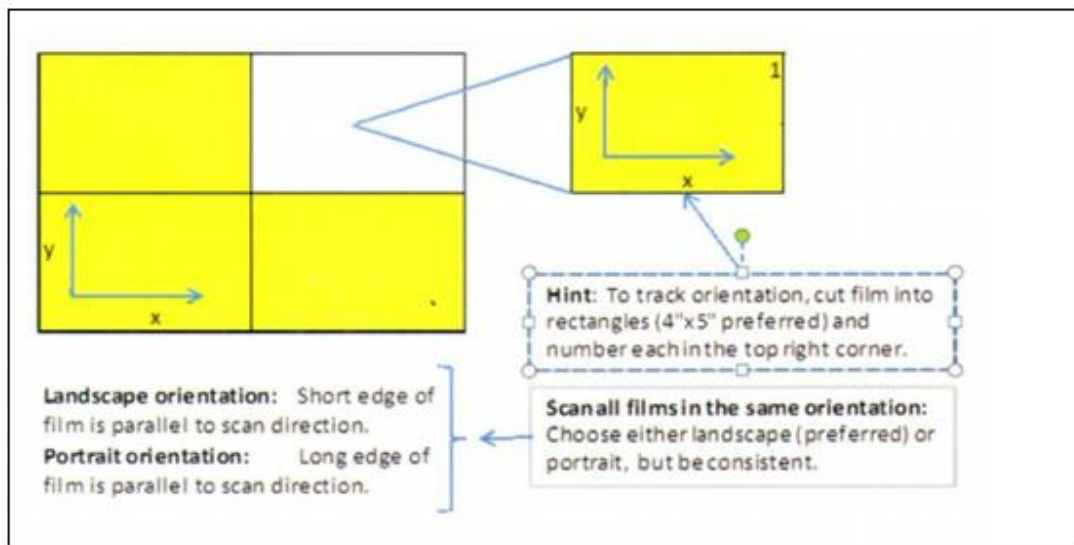 1
y
x
y
x
Hint: To track orientation, cut film into
rectangles (4"x5" preferred) and
number each in the top right corner.
Landscape orientation: Short edge of
film is parallel to scan direction.
Portrait orientation: Long edge of
film is parallel to scan direction.
Scan all films in the same orientation:
Choose either landscape (preferred) or
portrait, but be consistent.